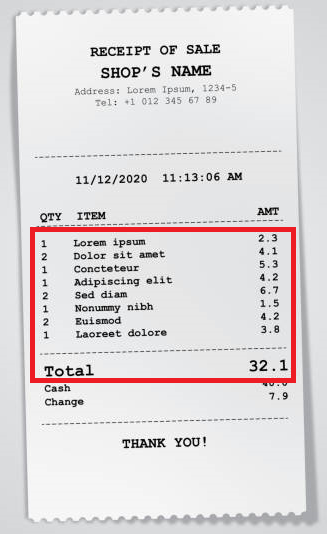 RECEIPT OF SALE
SHOP'S NAME
Address: Lorem Ipsum, 1234-5
Tel: +1 012 345 67 89
11/12/2020 11:13:06 AM
QTY ITEM AMT
1 Lorem ipsum 2.3
2 Dolor sit amet 4.1
1 Concteteur 5.3
1 Adipiscing elit 4.2
2 Sed diam 6.7
1 Nonummy nibh 1.5
2 Euismod 4.2
1 Laoreet dolore 3.8
Total 32.1
Cash
Change 7.9
THANK YOU!